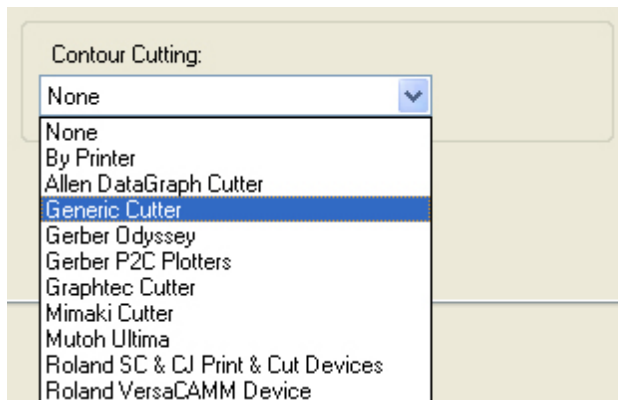 Contour Cutting:
None
None
By Printer
Allen DataGraph Cutter
Generic Cutter
Gerber Odyssey
Gerber P2C Plotters
Graphtec Cutter
Mimaki Cutter
Mutoh Ultima
Roland SC & CJ Print & Cut Devices
Roland VersaCAMM Device